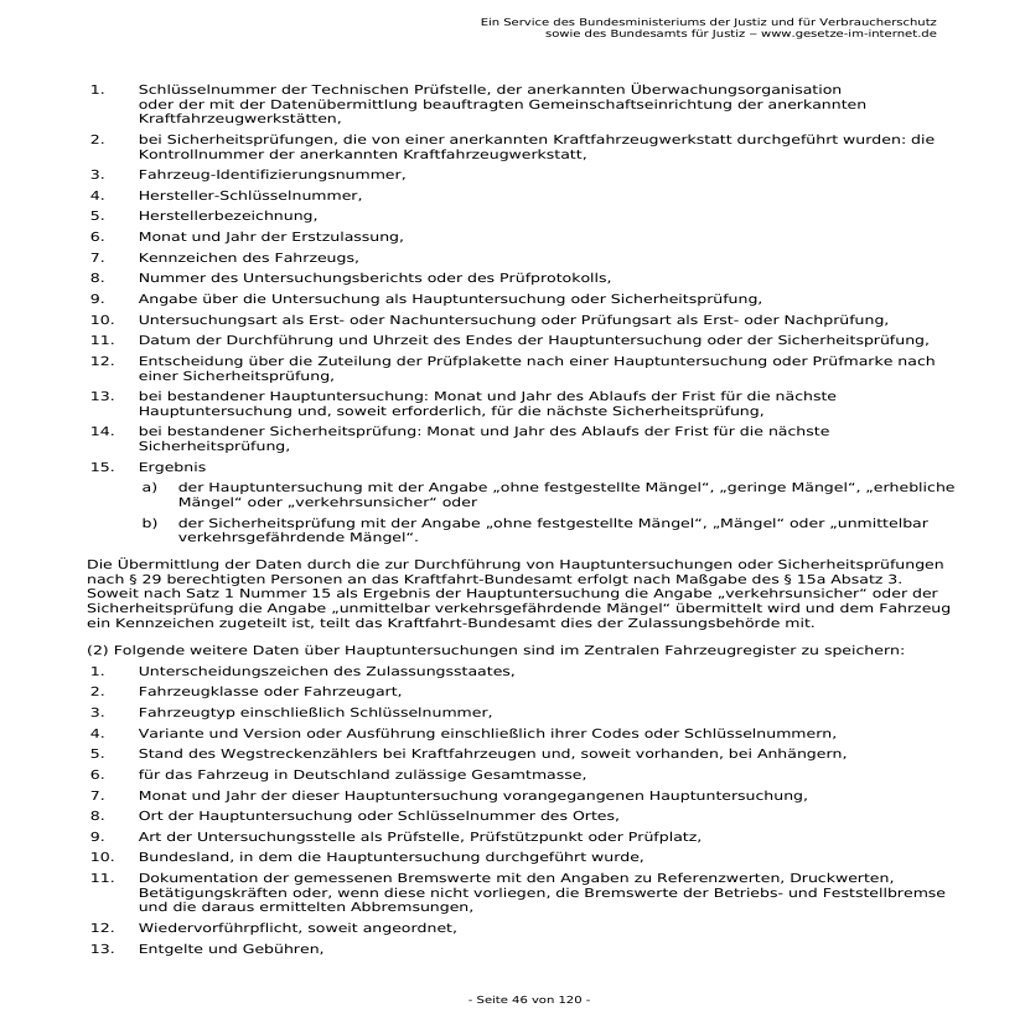 Ein Service des Bundesministeriums der Justiz und für Verbraucherschutz
sowie des Bundesamts für Justiz – www.gesetze-im-internet.de
1. Schlüsselnummer der Technischen Prüfstelle, der anerkannten Überwachungsorganisation
oder der mit der Datenübermittlung beauftragten Gemeinschaftseinrichtung der anerkannten
Kraftfahrzeugwerkstätten,
2. bei Sicherheitsprüfungen, die von einer anerkannten Kraftfahrzeugwerkstatt durchgeführt wurden: die
Kontrollnummer der anerkannten Kraftfahrzeugwerkstatt,
3. Fahrzeug-Identifizierungsnummer,
4. Hersteller-Schlüsselnummer,
5. Herstellerbezeichnung,
6. Monat und Jahr der Erstzulassung,
7. Kennzeichen des Fahrzeugs,
8. Nummer des Untersuchungsberichts oder des Prüfprotokolls,
9. Angabe über die Untersuchung als Hauptuntersuchung oder Sicherheitsprüfung,
10. Untersuchungsart als Erst- oder Nachuntersuchung oder Prüfungsart als Erst- oder Nachprüfung,
11. Datum der Durchführung und Uhrzeit des Endes der Hauptuntersuchung oder der Sicherheitsprüfung,
12. Entscheidung über die Zuteilung der Prüfplakette nach einer Hauptuntersuchung oder Prüfmarke nach
einer Sicherheitsprüfung,
13. bei bestandener Hauptuntersuchung: Monat und Jahr des Ablaufs der Frist für die nächste
Hauptuntersuchung und, soweit erforderlich, für die nächste Sicherheitsprüfung,
14. bei bestandener Sicherheitsprüfung: Monat und Jahr des Ablaufs der Frist für die nächste
Sicherheitsprüfung,
15. Ergebnis
a) der Hauptuntersuchung mit der Angabe „ohne festgestellte Mängel“, „geringe Mängel“, „erhebliche
Mängel“ oder „verkehrsunsicher“ oder
b) der Sicherheitsprüfung mit der Angabe „ohne festgestellte Mängel“, „Mängel“ oder „unmittelbar
verkehrsgefährdende Mängel“.
Die Übermittlung der Daten durch die zur Durchführung von Hauptuntersuchungen oder Sicherheitsprüfungen
nach § 29 berechtigten Personen an das Kraftfahrt-Bundesamt erfolgt nach Maßgabe des § 15a Absatz 3.
Soweit nach Satz 1 Nummer 15 als Ergebnis der Hauptuntersuchung die Angabe „verkehrsunsicher“ oder der
Sicherheitsprüfung die Angabe „unmittelbar verkehrsgefährdende Mängel“ übermittelt wird und dem Fahrzeug
ein Kennzeichen zugeteilt ist, teilt das Kraftfahrt-Bundesamt dies der Zulassungsbehörde mit.
(2) Folgende weitere Daten über Hauptuntersuchungen sind im Zentralen Fahrzeugregister zu speichern:
1. Unterscheidungszeichen des Zulassungsstaates,
2. Fahrzeugklasse oder Fahrzeugart,
3. Fahrzeugtyp einschließlich Schlüsselnummer,
4. Variante und Version oder Ausführung einschließlich ihrer Codes oder Schlüsselnummern,
5. Stand des Wegstreckenzählers bei Kraftfahrzeugen und, soweit vorhanden, bei Anhängern,
6. für das Fahrzeug in Deutschland zulässige Gesamtmasse,
7. Monat und Jahr der dieser Hauptuntersuchung vorangegangenen Hauptuntersuchung,
8. Ort der Hauptuntersuchung oder Schlüsselnummer des Ortes,
9. Art der Untersuchungsstelle als Prüfstelle, Prüfstützpunkt oder Prüfplatz,
10. Bundesland, in dem die Hauptuntersuchung durchgeführt wurde,
11. Dokumentation der gemessenen Bremswerte mit den Angaben zu Referenzwerten, Druckwerten,
Betätigungskräften oder, wenn diese nicht vorliegen, die Bremswerte der Betriebs- und Feststellbremse
und die daraus ermittelten Abbremsungen,
12. Wiedervorführpflicht, soweit angeordnet,
13. Entgelte und Gebühren,
- Seite 46 von 120 -